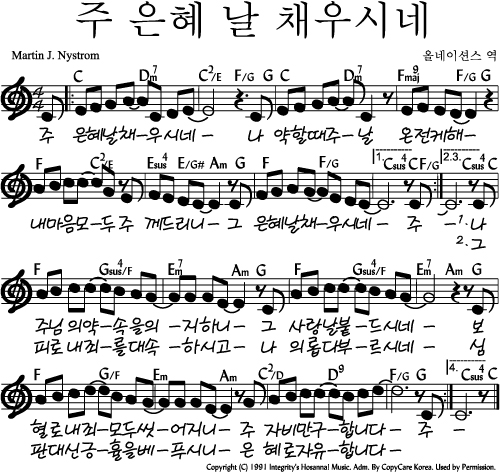 주 은혜 날 채우시네
Martin J. Nystrom 올네이션스 역
C Dm7 C2/E F/G G C Dm7 Fmaj9 F/G G
주 은혜날채-우시네- 나 약할때주-날 온전케해-
F C2/E Esus4 E/G# Am G F F/G 1. Csus4 C F/G 2.3. Csus4 C
내마음모-두주 께드리니-그 은혜날채-우시네- 주 - 1.나
2.그
F Gsus4/F Em7 Am G F Gsus4/F Em7 Am G
주님의약-속을의 -지하니- 그 사랑날붙-드시네- 보
피로내죄-를대속 -하시고- 나 의롭다부-르시네- 심
F G/F Em Am C2/D D9 F/G G 4. Csus4 C
혈로내죄-모두씻-어저니- 주 자비만구-합니다- 주 -
판대신긍-휼을베-푸시니- 은 혜로자유-합니다-
Copyright (C) 1991 Integrity's Hosanna! Music. Adm. By CopyCare Korea. Used by Permission.